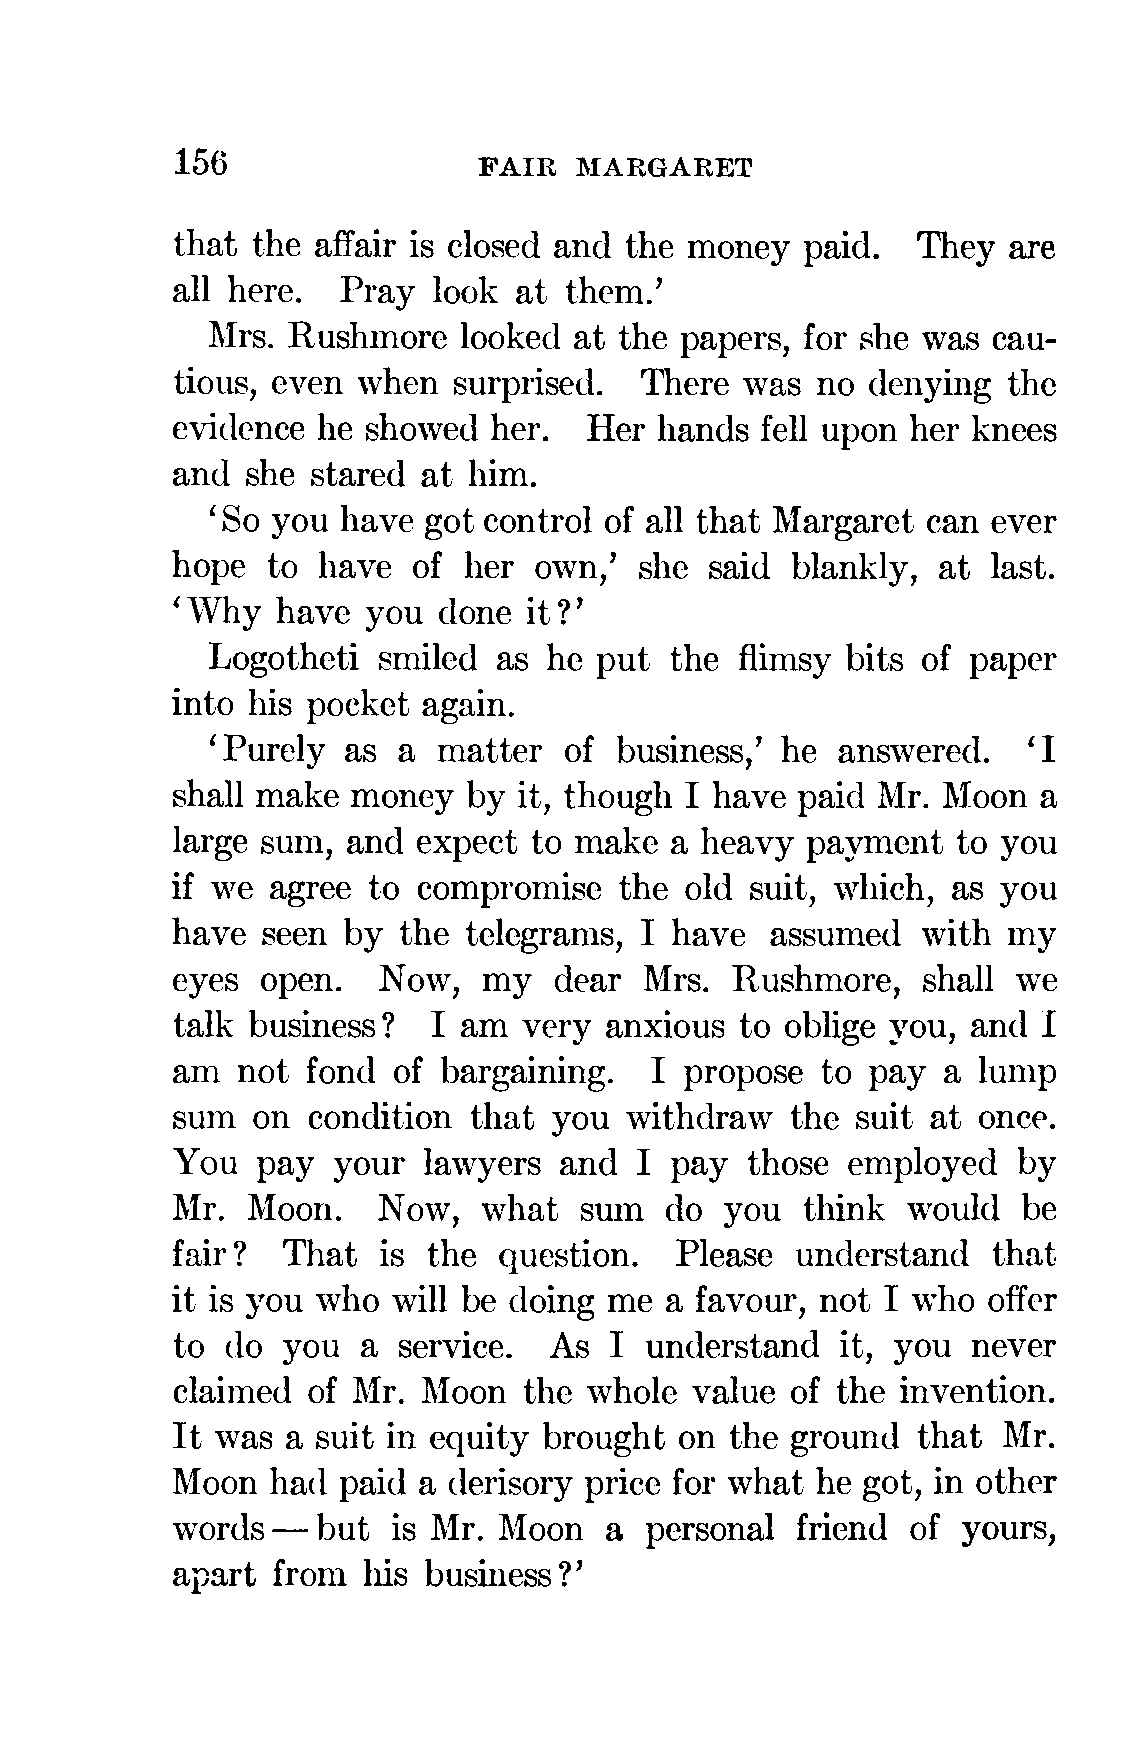 156 FAIR MARGARET
that the affair is closed and the money paid. They are
all here. Pray look at them.'
Mrs. Rushmore looked at the papers, for she was cau-
tious, even when surprised. There was no denying the
evidence he showed her. Her hands fell upon her knees
and she stared at him.
'So you have got control of all that Margaret can ever
hope to have of her own,' she said blankly, at last.
'Why have you done it?'
Logotheti smiled as he put the flimsy bits of paper
into his pocket again.
'Purely as a matter of business,' he answered. 'I
shall make money by it, though I have paid Mr. Moon a
large sum, and expect to make a heavy payment to you
if we agree to compromise the old suit, which, as you
have seen by the telegrams, I have assumed with my
eyes open. Now, my dear Mrs. Rushmore, shall we
talk business? I am very anxious to oblige you, and I
am not fond of bargaining. I propose to pay a lump
sum on condition that you withdraw the suit at once.
You pay your lawyers and I pay those employed by
Mr. Moon. Now, what sum do you think would be
fair? That is the question. Please understand that
it is you who will be doing me a favour, not I who offer
to do you a service. As I understand it, you never
claimed of Mr. Moon the whole value of the invention.
It was a suit in equity brought on the ground that Mr.
Moon had paid a derisory price for what he got, in other
words — but is Mr. Moon a personal friend of yours,
apart from his business?'